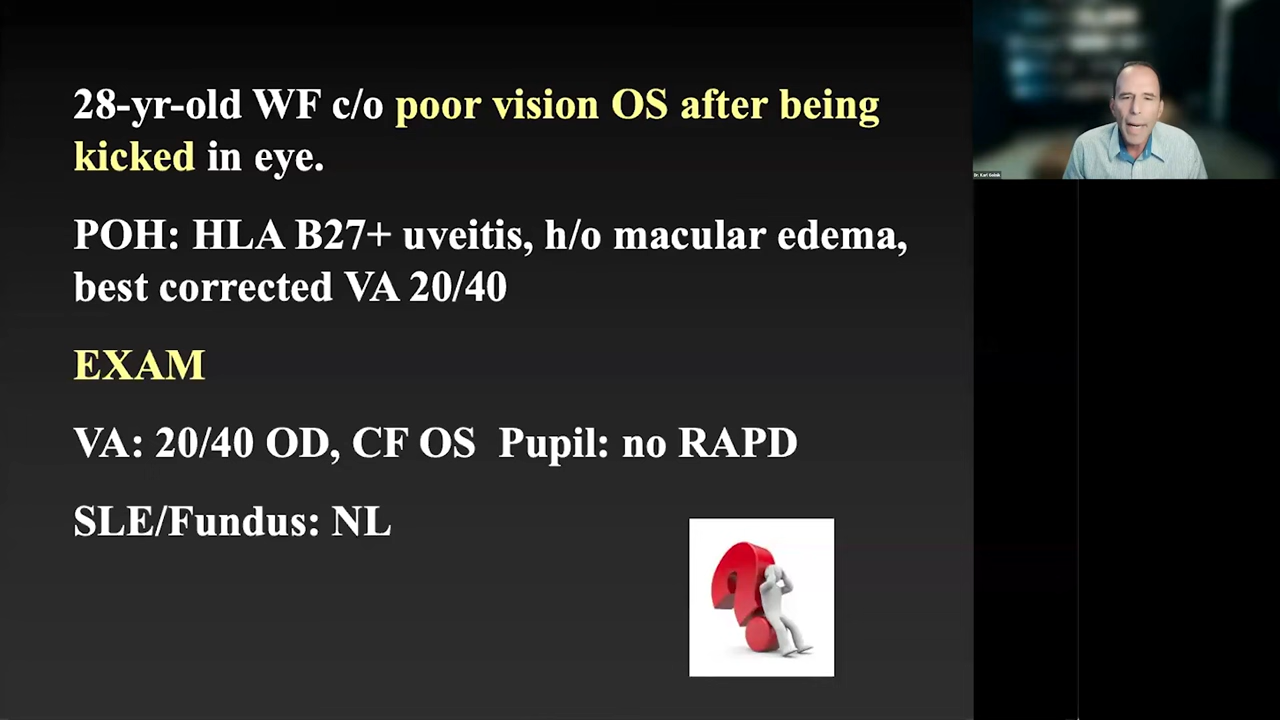 28-yr-old WF c/o poor vision OS after being
kicked in eye.
POH: HLA B27+ uveitis, h/o macular edema,
best corrected VA 20/40
EXAM
VA: 20/40 OD, CF OS Pupil: no RAPD
SLE/Fundus: NL